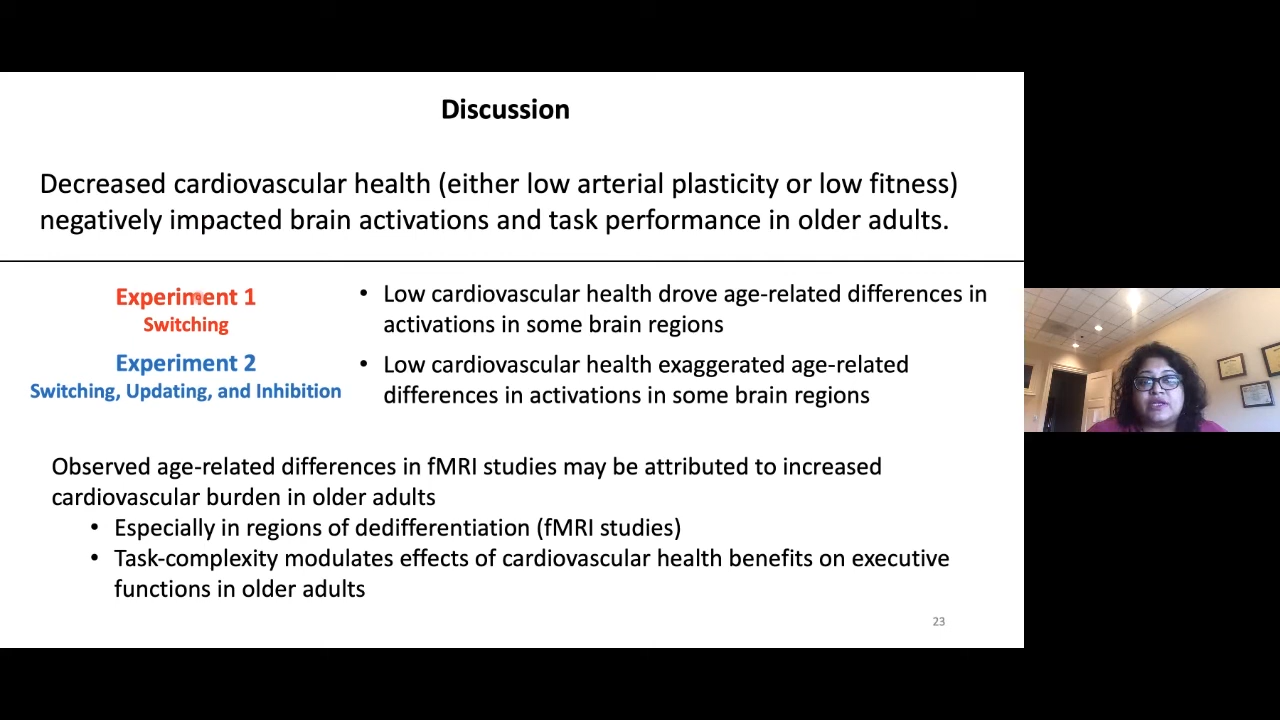 Discussion
Decreased cardiovascular health (either low arterial plasticity or low fitness)
negatively impacted brain activations and task performance in older adults.
Experiment 1
Switching
• Low cardiovascular health drove age-related differences in
activations in some brain regions
Experiment 2
Switching, Updating, and Inhibition
• Low cardiovascular health exaggerated age-related
differences in activations in some brain regions
Observed age-related differences in fMRI studies may be attributed to increased
cardiovascular burden in older adults
• Especially in regions of dedifferentiation (fMRI studies)
• Task-complexity modulates effects of cardiovascular health benefits on executive
functions in older adults
23